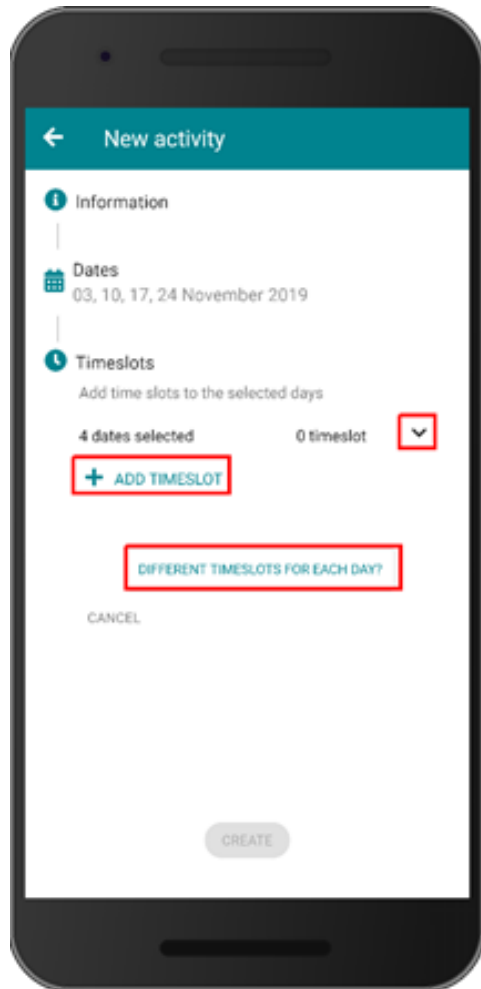 New activity
Information
Dates
03, 10, 17, 24 November 2019
Timeslots
Add time slots to the selected days
4 dates selected 0 timeslot
+ ADD TIMESLOT
DIFFERENT TIMESLOTS FOR EACH DAY?
CANCEL
CREATE